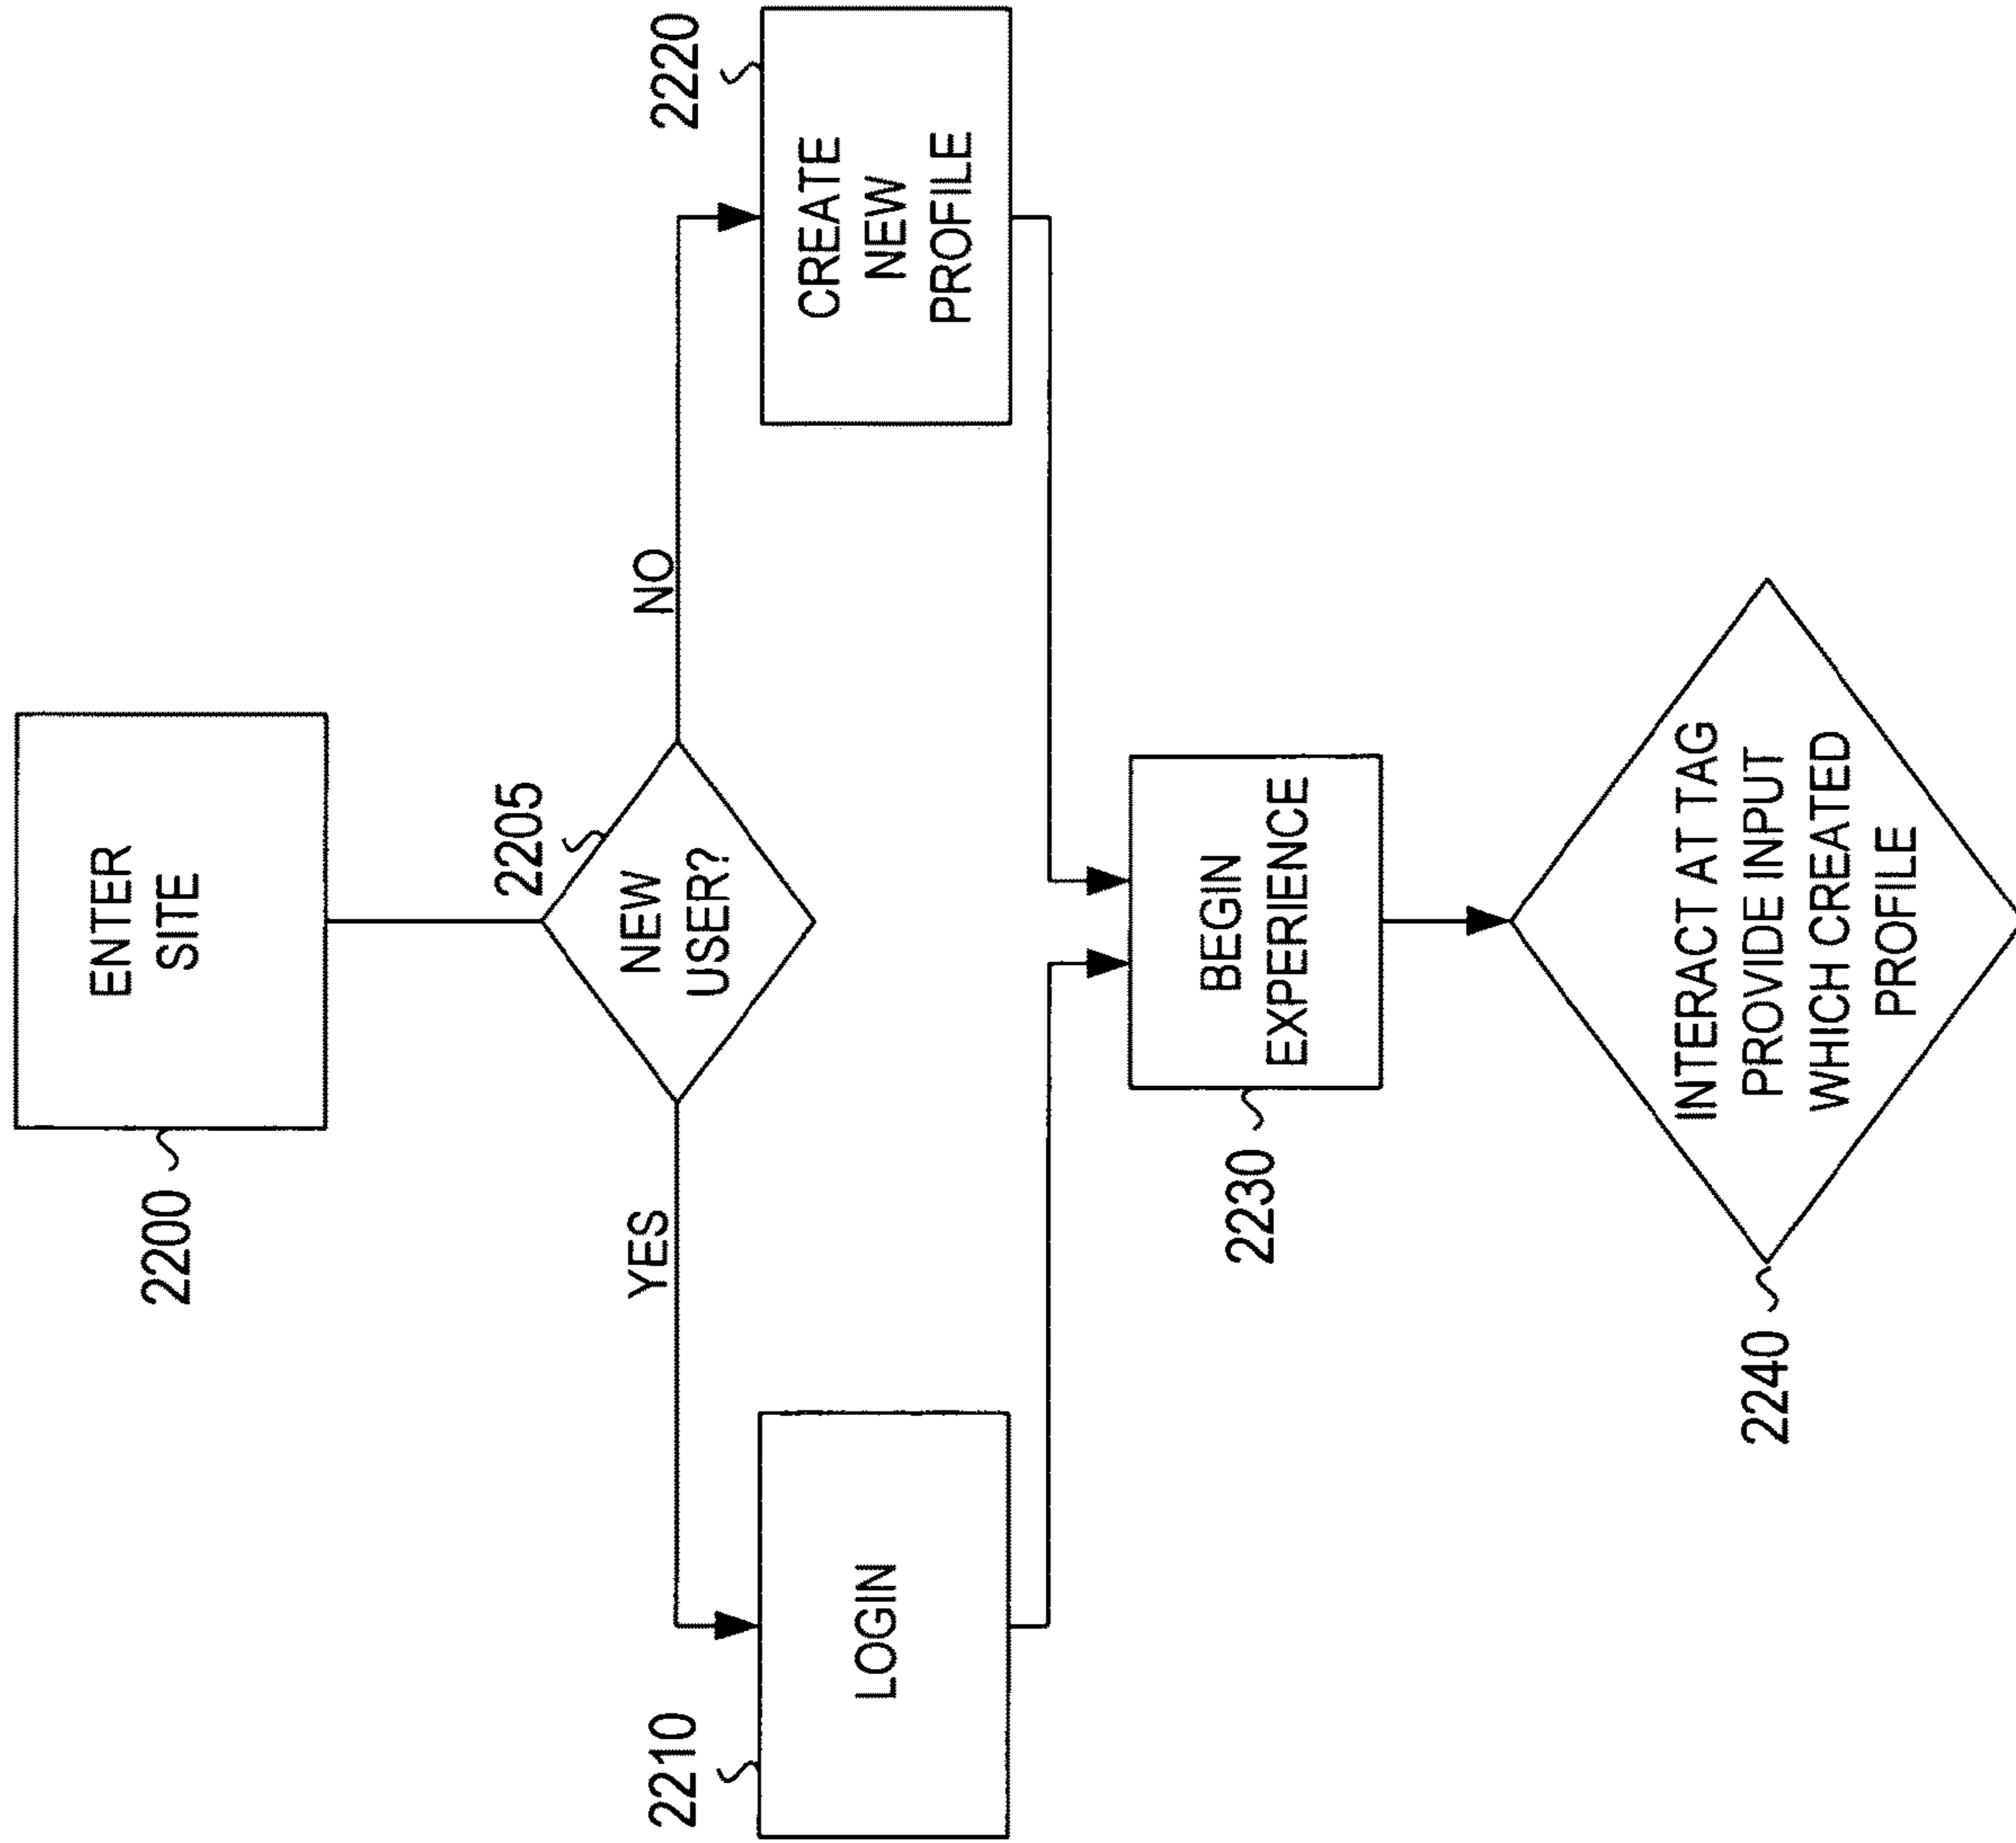 ENTER
SITE
2200
2205
NEW
USER?
YES
NO
2210
LOGIN
2220
CREATE
NEW
PROFILE
BEGIN
EXPERIENCE
2230
INTERACT AT TAG
PROVIDE INPUT
WHICH CREATED
PROFILE
2240